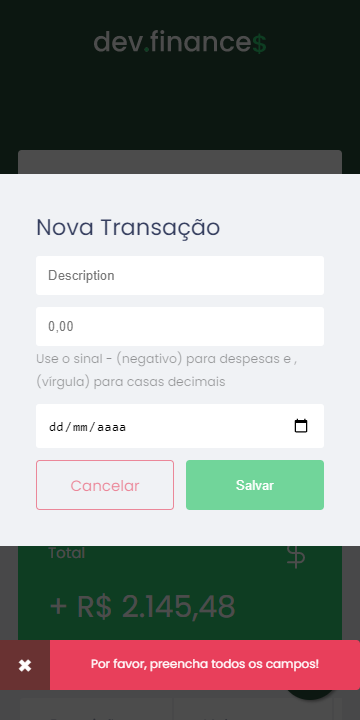 dev.finance$
Nova Transação
Description
0,00
Use o sinal - (negativo) para despesas e ,
(vírgula) para casas decimais
dd/mm/aaaa
Cancelar
Salvar
Total
$
+ R$ 2.145,48
✖
Por favor, preencha todos os campos!